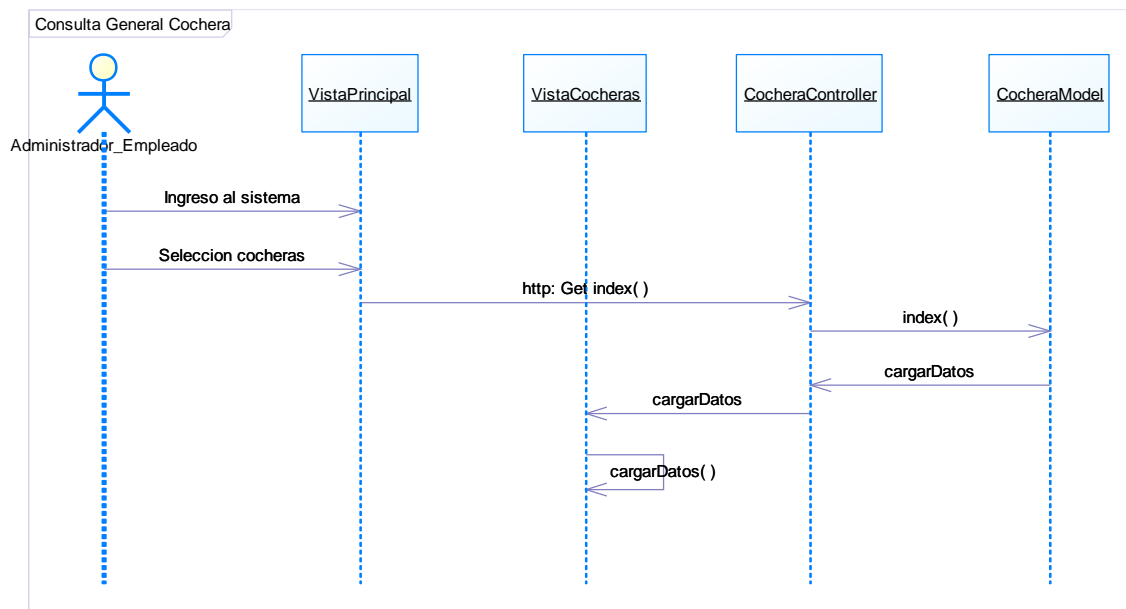 Consulta General Cochera
VistaPrincipal
VistaCocheras
CocheraController
CocheraModel
Administrador_Empleado
Ingreso al sistema
Seleccion cocheras
http: Get index( )
index( )
cargarDatos
cargarDatos
cargarDatos( )